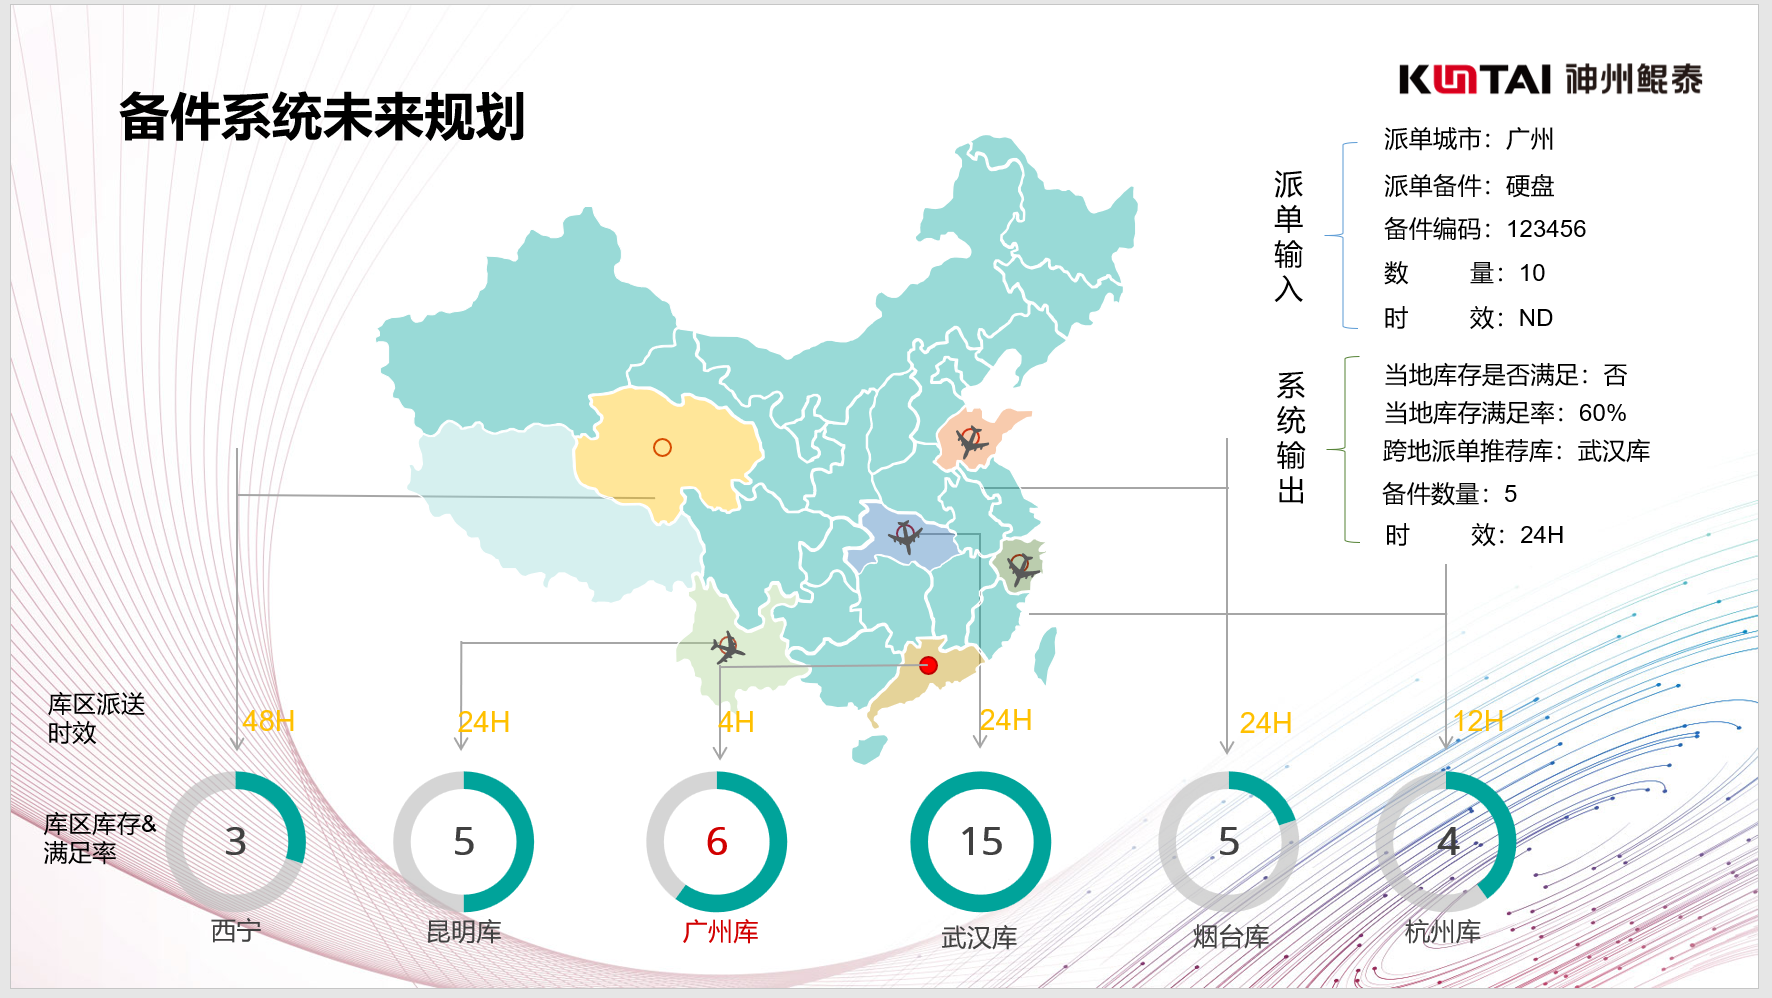 KUNTAI 神州鲲泰
备件系统未来规划
派单输入
派单城市：广州
派单备件：硬盘
备件编码：123456
数 量：10
时 效：ND
系统输出
当地库存是否满足：否
当地库存满足率：60%
跨地派单推荐库：武汉库
备件数量：5
时 效：24H
库区派送
时效
48H
24H
4H
24H
24H
12H
库区库存&
满足率
3
5
6
15
5
4
西宁
昆明库
广州库
武汉库
烟台库
杭州库